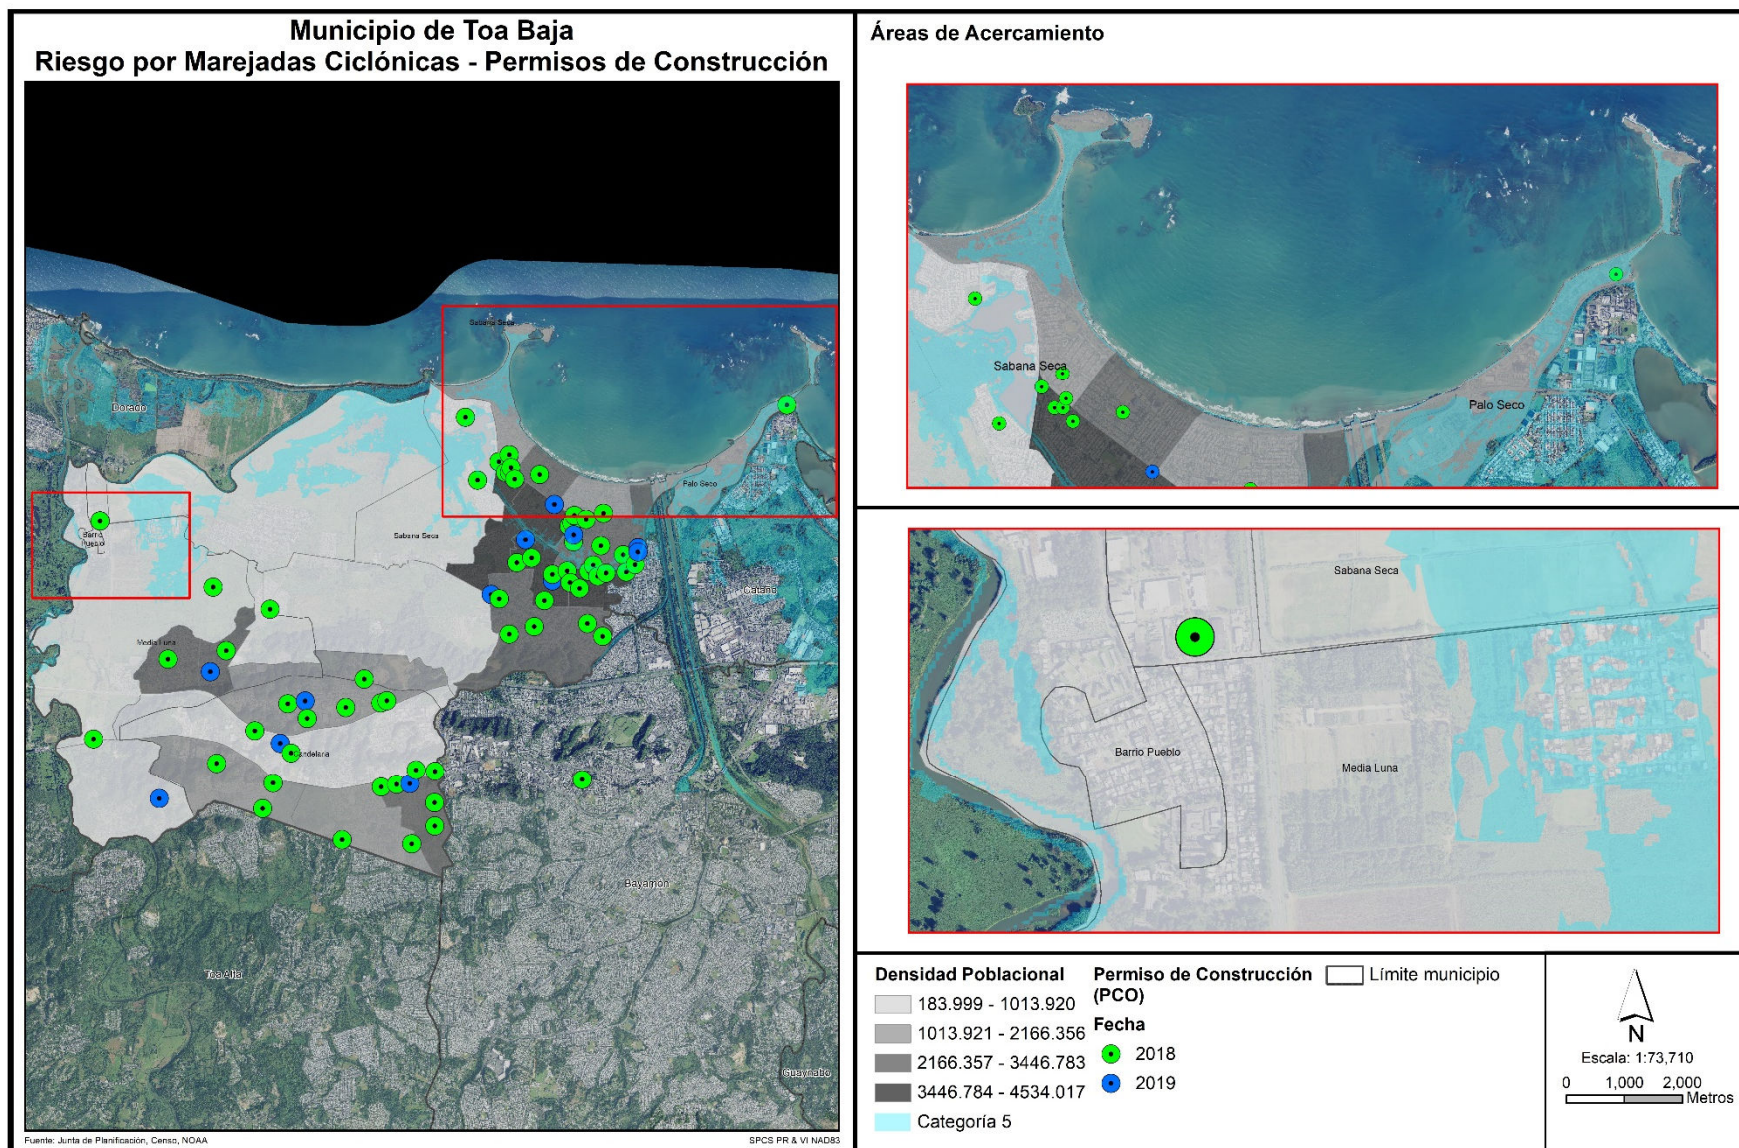 Municipio de Toa Baja
Riesgo por Marejadas Ciclónicas - Permisos de Construcción
Sabana Seca
Dorado
Palo Seco
Barrio
Pueblo
Sabana Seca
Cataño
Media Luna
Candelaria
Bayamón
Toa Alta
Guaynabo
Fuente: Junta de Planificación, Censo, NOAA
SPCS PR & VI NAD83
Áreas de Acercamiento
Sabana Seca
Palo Seco
Sabana Seca
Barrio Pueblo
Media Luna
Densidad Poblacional
183.999 - 1013.920
1013.921 - 2166.356
2166.357 - 3446.783
3446.784 - 4534.017
Categoría 5
Permiso de Construcción
(PCO)
Fecha
2018
2019
Límite municipio
N
Escala: 1:73,710
0 1,000 2,000
Metros